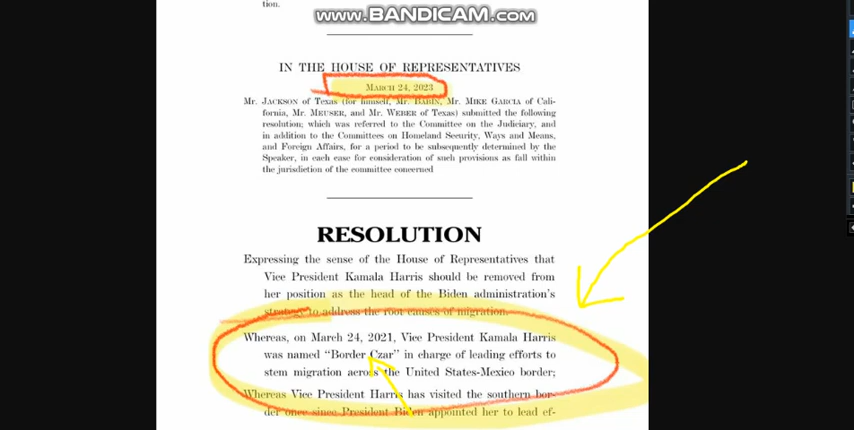 tion.
www.BANDICAM.com
IN THE HOUSE OF REPRESENTATIVES
MARCH 24, 2023
Mr. JACKSON of Texas (for himself, Mr. BABIN, Mr. MIKE GARCIA of Cali-
fornia, Mr. MEUSER, and Mr. WEBER of Texas) submitted the following
resolution; which was referred to the Committee on the Judiciary, and
in addition to the Committees on Homeland Security, Ways and Means,
and Foreign Affairs, for a period to be subsequently determined by the
Speaker, in each case for consideration of such provisions as fall within
the jurisdiction of the committee concerned
RESOLUTION
Expressing the sense of the House of Representatives that
Vice President Kamala Harris should be removed from
her position as the head of the Biden administration's
strategy to address the root causes of migration.
Whereas, on March 24, 2021, Vice President Kamala Harris
was named "Border Czar" in charge of leading efforts to
stem migration across the United States-Mexico border;
Whereas Vice President Harris has visited the southern bor-
der once since President Biden appointed her to lead ef-